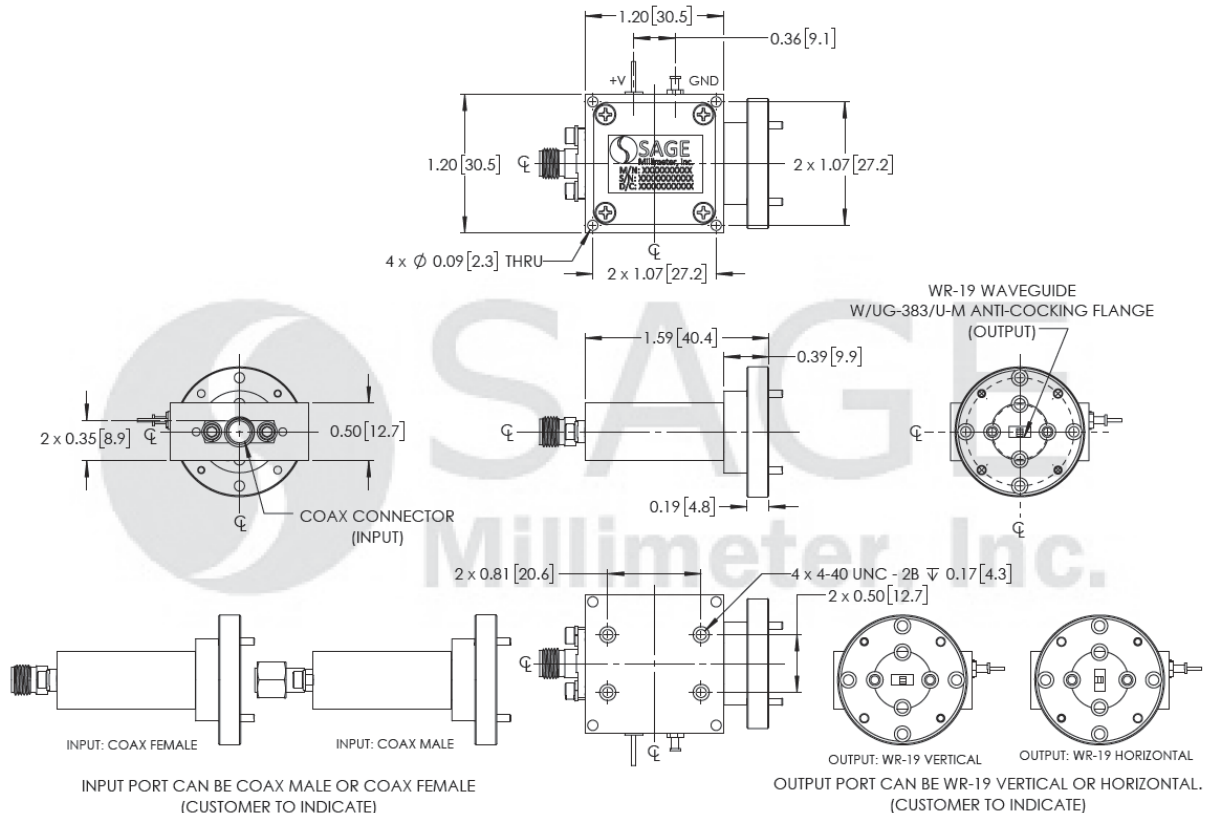 1.20[30.5]
0.36[9.1]
+V
GND
1.20[30.5]
℄
SAGE
Millimeter, Inc.
M/N: XXXXXXXXXX
S/N: XXXXXXXXXXX
D/C: XXXXXXXXXXX
2 x 1.07[27.2]
4 x Ø 0.09[2.3] THRU
℄
2 x 1.07[27.2]
WR-19 WAVEGUIDE
W/UG-383/U-M ANTI-COCKING FLANGE
(OUTPUT)
1.59[40.4]
0.39[9.9]
SAGE
Millimeter, Inc.
2 x 0.35[8.9]
℄
0.50[12.7]
℄
℄
0.19[4.8]
℄
℄
COAX CONNECTOR
(INPUT)
2 x 0.81[20.6]
4 x 4-40 UNC - 2B ↧ 0.17[4.3]
2 x 0.50[12.7]
℄
℄
INPUT: COAX FEMALE
INPUT: COAX MALE
OUTPUT: WR-19 VERTICAL
OUTPUT: WR-19 HORIZONTAL
INPUT PORT CAN BE COAX MALE OR COAX FEMALE
(CUSTOMER TO INDICATE)
OUTPUT PORT CAN BE WR-19 VERTICAL OR HORIZONTAL.
(CUSTOMER TO INDICATE)